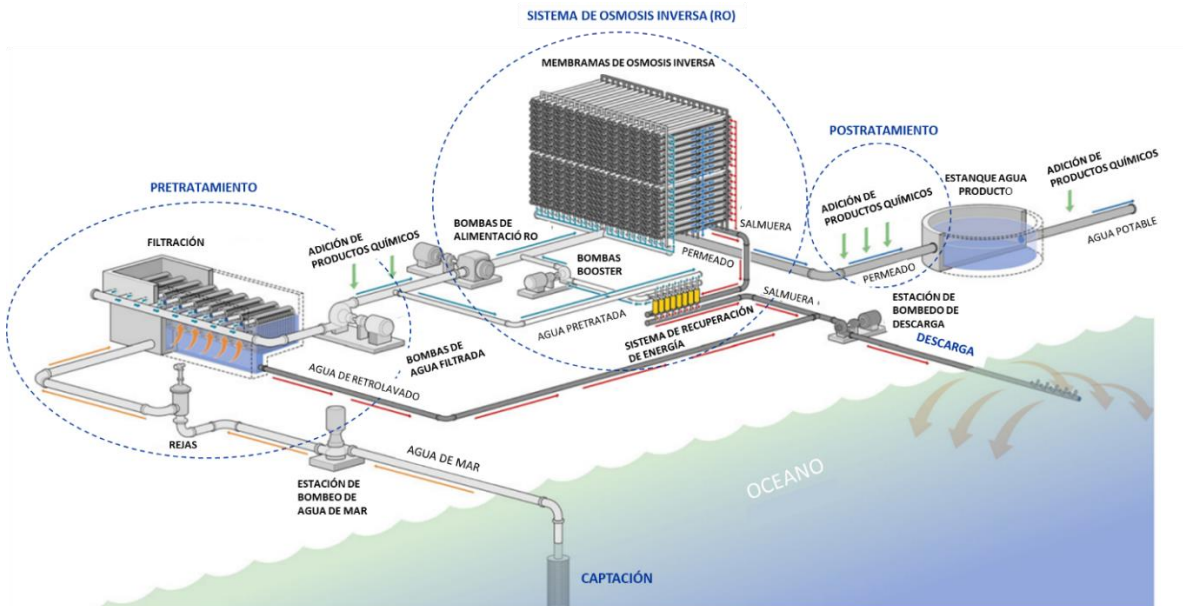 SISTEMA DE OSMOSIS INVERSA (RO)
MEMBRAMAS DE OSMOSIS INVERSA
POSTRATAMIENTO
ADICIÓN DE
PRODUCTOS QUÍMICOS
ESTANQUE AGUA
PRODUCTO
ADICIÓN DE
PRODUCTOS QUÍMICOS
AGUA POTABLE
PRETRATAMIENTO
FILTRACIÓN
ADICIÓN DE
PRODUCTOS QUÍMICOS
BOMBAS DE
ALIMENTACIÓ RO
BOMBAS
BOOSTER
SALMUERA
PERMEADO
PERMEADO
SALMUERA
AGUA PRETRATADA
SISTEMA DE RECUPERACIÓN
DE ENERGÍA
ESTACIÓN DE
BOMBEDO DE
DESCARGA
DESCARGA
BOMBAS DE
AGUA FILTRADA
AGUA DE RETROLAVADO
REJAS
AGUA DE MAR
ESTACIÓN DE
BOMBEO DE
AGUA DE MAR
OCEANO
CAPTACIÓN